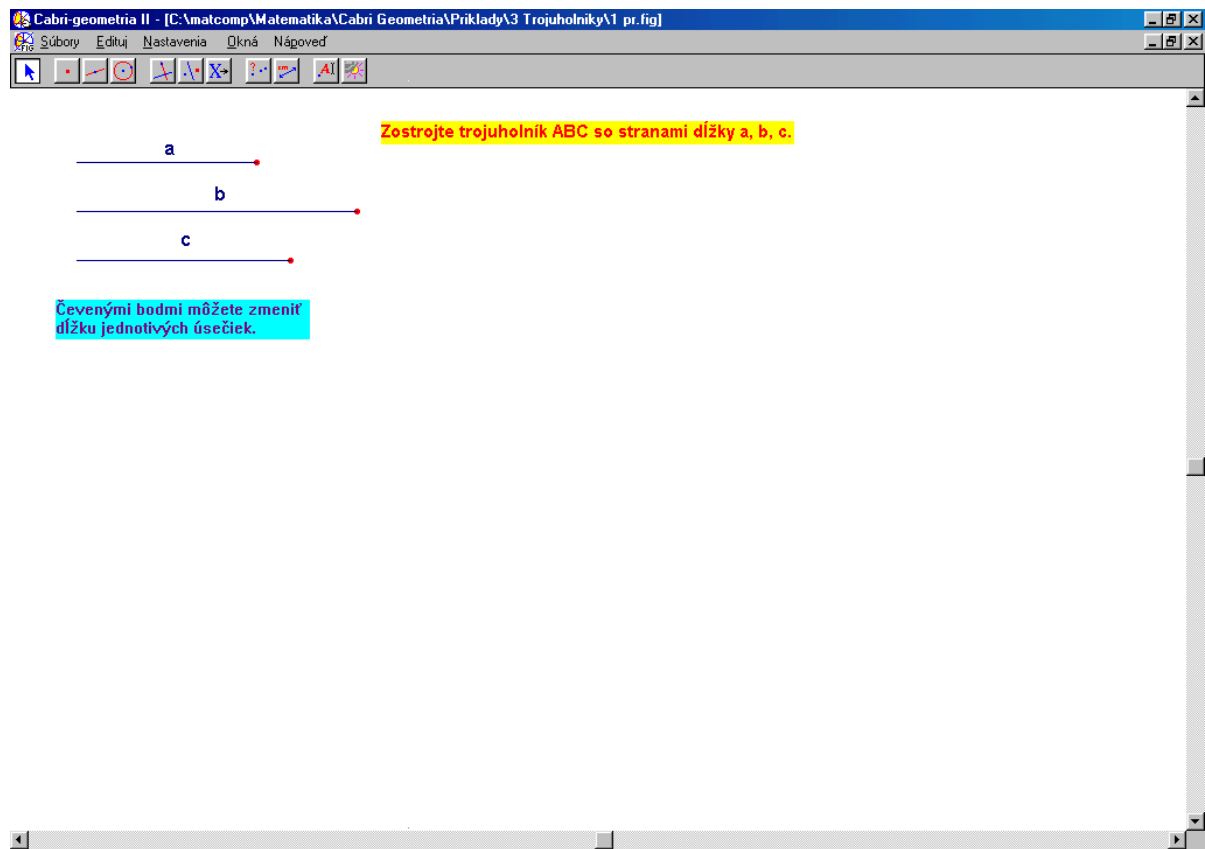 Cabri-geometria II - [C:\matcomp\Matematika\Cabri Geometria\Priklady\3 Trojuholniky\1 pr.fig]
Súbory Edituj Nastavenia Okná Nápoveď
Zostrojte trojuholník ABC so stranami dĺžky a, b, c.
a
b
c
Čevenými bodmi môžete zmeniť
dĺžku jednotivých úsečiek.